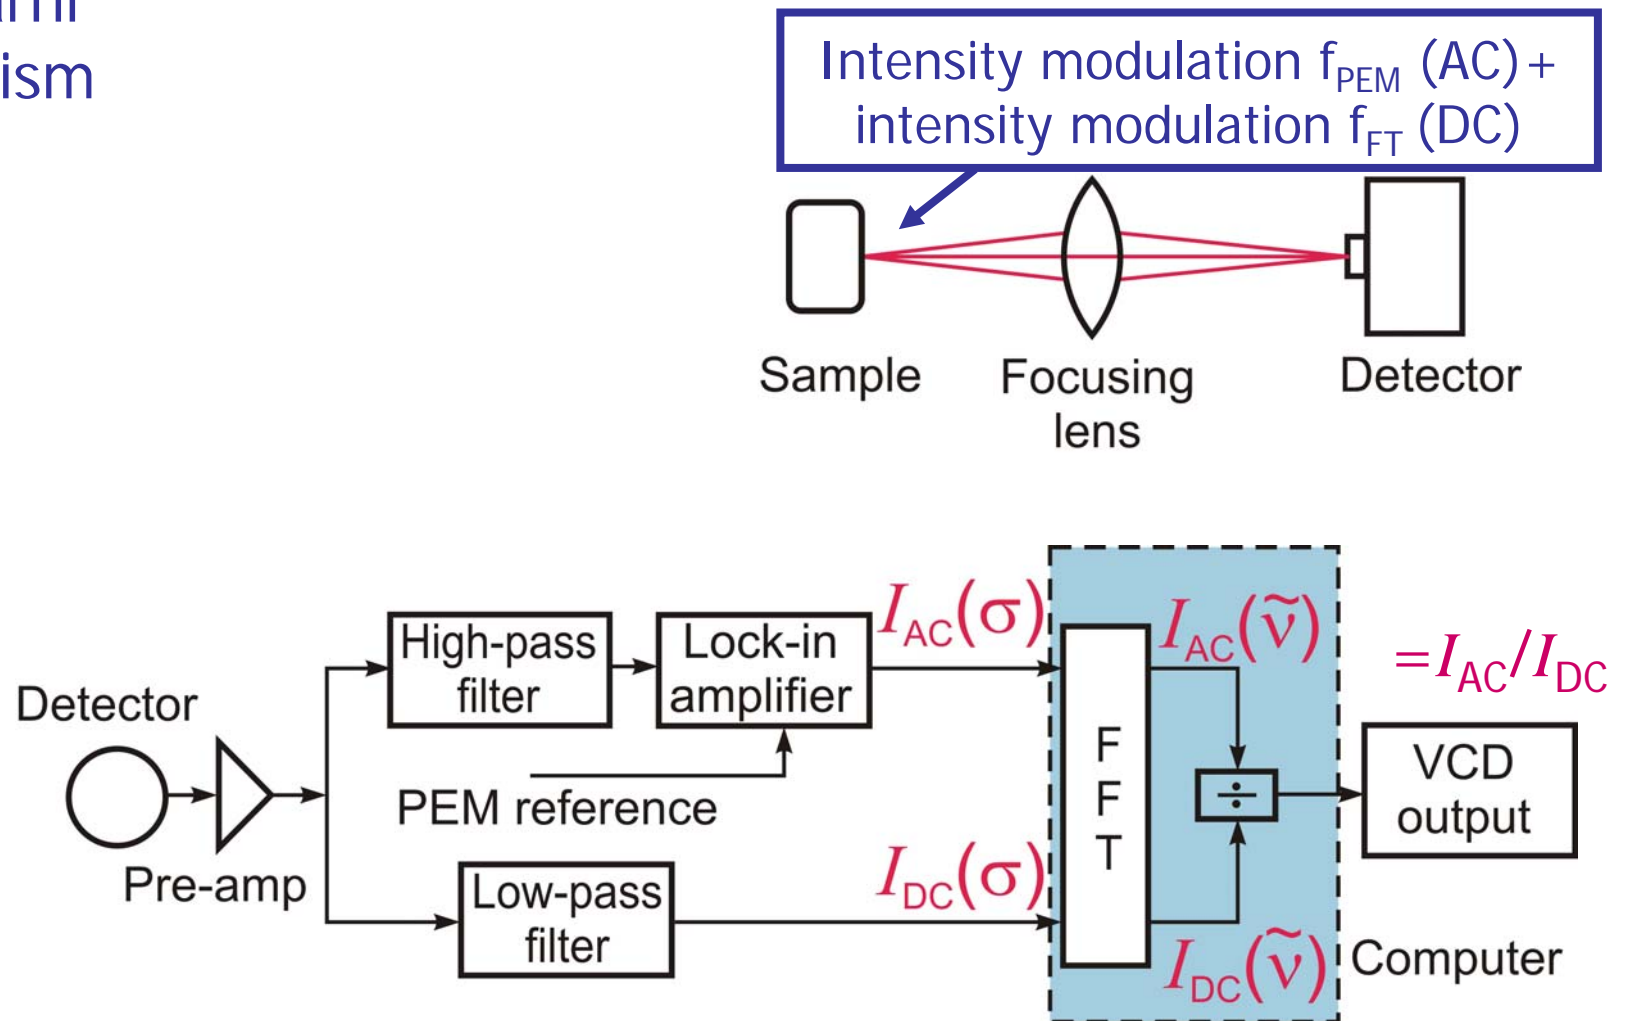 ism
Intensity modulation f_PEM (AC) +
intensity modulation f_FT (DC)
Sample
Focusing
lens
Detector
I_AC(σ)
I_AC(ν̃)
=I_AC/I_DC
High-pass
filter
Lock-in
amplifier
Detector
F
F
T
÷
VCD
output
PEM reference
Pre-amp
I_DC(σ)
Low-pass
filter
I_DC(ν̃)
Computer